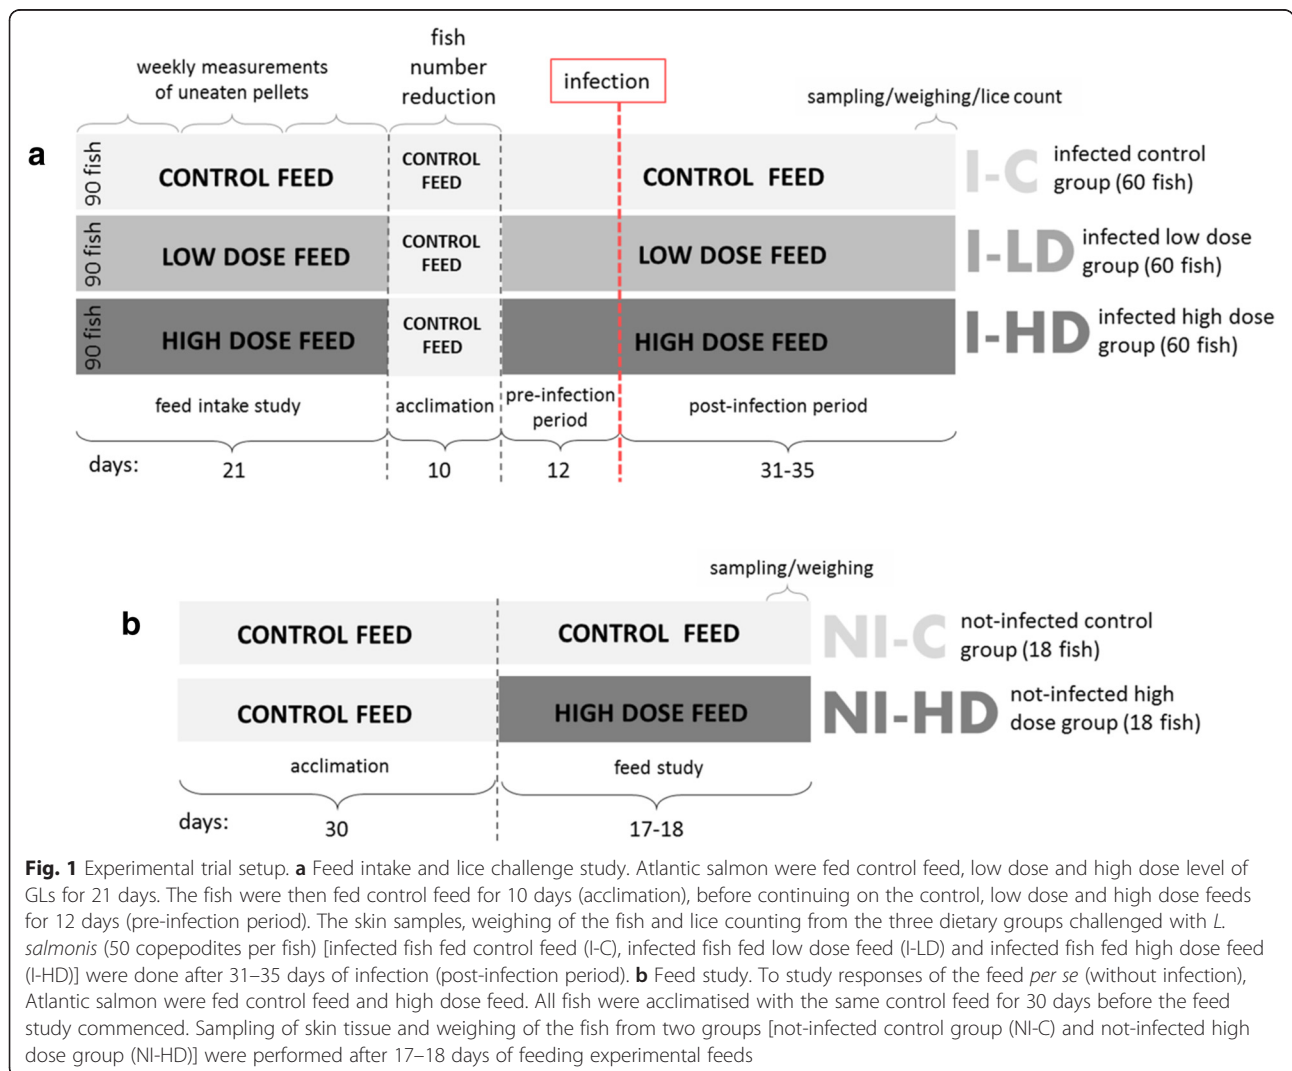 weekly measurements
of uneaten pellets
fish
number
reduction
infection
sampling/weighing/lice count
a
90 fish
CONTROL FEED
CONTROL
FEED
CONTROL FEED
I-C
infected control
group (60 fish)
90 fish
LOW DOSE FEED
CONTROL
FEED
LOW DOSE FEED
I-LD
infected low dose
group (60 fish)
90 fish
HIGH DOSE FEED
CONTROL
FEED
HIGH DOSE FEED
I-HD
infected high dose
group (60 fish)
feed intake study
acclimation
pre-infection
period
post-infection period
days:
21
10
12
31-35
sampling/weighing
b
CONTROL FEED
CONTROL FEED
NI-C
not-infected control
group (18 fish)
CONTROL FEED
HIGH DOSE FEED
NI-HD
not-infected high
dose group (18 fish)
acclimation
feed study
days:
30
17-18
Fig. 1 Experimental trial setup. a Feed intake and lice challenge study. Atlantic salmon were fed control feed, low dose and high dose level of
GLs for 21 days. The fish were then fed control feed for 10 days (acclimation), before continuing on the control, low dose and high dose feeds
for 12 days (pre-infection period). The skin samples, weighing of the fish and lice counting from the three dietary groups challenged with L.
salmonis (50 copepodites per fish) [infected fish fed control feed (I-C), infected fish fed low dose feed (I-LD) and infected fish fed high dose feed
(I-HD)] were done after 31–35 days of infection (post-infection period). b Feed study. To study responses of the feed per se (without infection),
Atlantic salmon were fed control feed and high dose feed. All fish were acclimatised with the same control feed for 30 days before the feed
study commenced. Sampling of skin tissue and weighing of the fish from two groups [not-infected control group (NI-C) and not-infected high
dose group (NI-HD)] were performed after 17–18 days of feeding experimental feeds